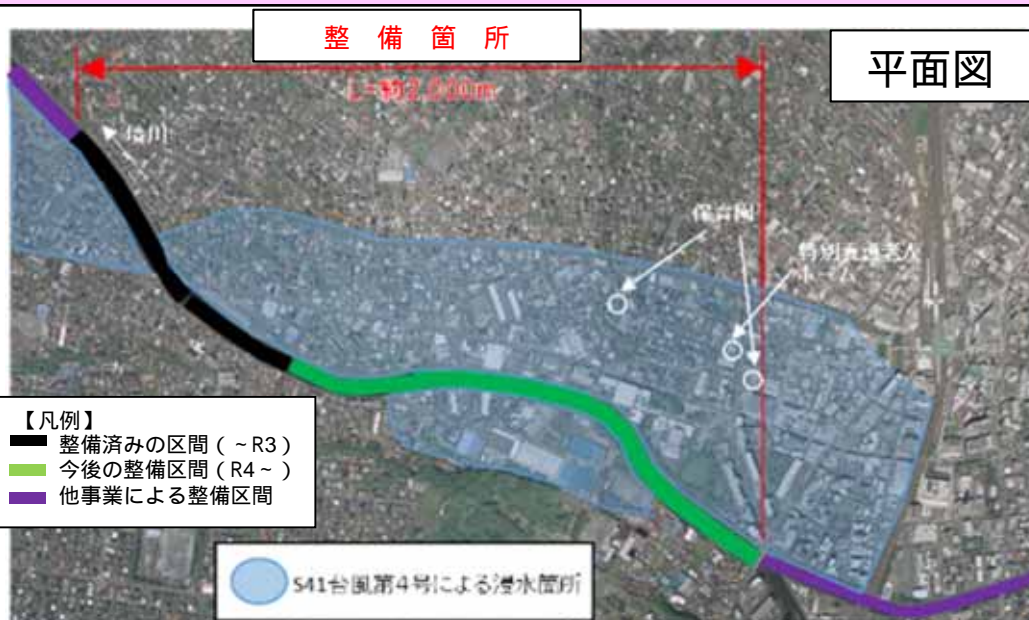 整備箇所
平面図
L=約2,000m
保育園
特別養護老人
ホーム
【凡例】
整備済みの区間（~R3）
今後の整備区間（R4~）
他事業による整備区間
S41台風第4号による浸水箇所